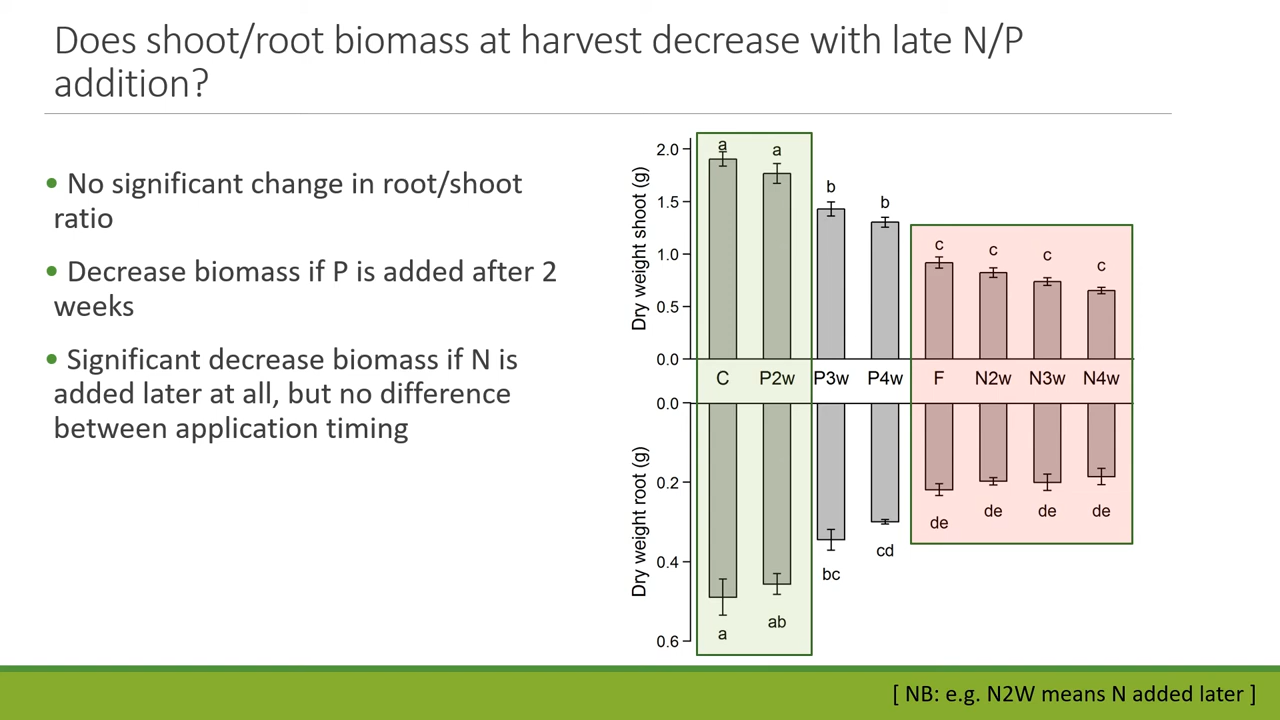 Does shoot/root biomass at harvest decrease with late N/P
addition?
• No significant change in root/shoot
ratio
• Decrease biomass if P is added after 2
weeks
• Significant decrease biomass if N is
added later at all, but no difference
between application timing
Dry weight shoot (g)
2.0
1.5
1.0
0.5
0.0
a a b b c c c c
C P2w P3w P4w F N2w N3w N4w
Dry weight root (g)
0.0
0.2
0.4
0.6
a ab bc cd de de de de
[ NB: e.g. N2W means N added later ]